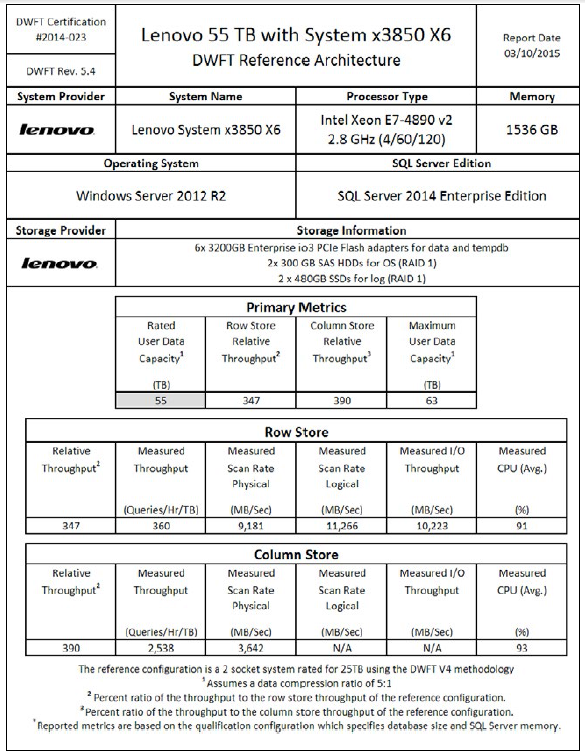 DWFT Certification
#2014-023
DWFT Rev. 5.4
Lenovo 55 TB with System x3850 X6
DWFT Reference Architecture
Report Date
03/10/2015
System Provider
System Name
Processor Type
Memory
lenovo
Lenovo System x3850 X6
Intel Xeon E7-4890 v2
2.8 GHz (4/60/120)
1536 GB
Operating System
SQL Server Edition
Windows Server 2012 R2
SQL Server 2014 Enterprise Edition
Storage Provider
Storage Information
lenovo
6x 3200GB Enterprise io3 PCIe Flash adapters for data and tempdb
2x 300 GB SAS HDDs for OS (RAID 1)
2 x 480GB SSDs for log (RAID 1)
Primary Metrics
Rated
User Data
Capacity¹
(TB)
Row Store
Relative
Throughput²
Column Store
Relative
Throughput³
Maximum
User Data
Capacity¹
(TB)
55 347 390 63
Row Store
Relative
Throughput²
Measured
Throughput
(Queries/Hr/TB)
Measured
Scan Rate
Physical
(MB/Sec)
Measured
Scan Rate
Logical
(MB/Sec)
Measured I/O
Throughput
(MB/Sec)
Measured
CPU (Avg.)
(%)
347 360 9,181 11,266 10,223 91
Column Store
Relative
Throughput²
Measured
Throughput
(Queries/Hr/TB)
Measured
Scan Rate
Physical
(MB/Sec)
Measured
Scan Rate
Logical
(MB/Sec)
Measured I/O
Throughput
(MB/Sec)
Measured
CPU (Avg.)
(%)
390 2,538 3,642 N/A N/A 93
The reference configuration is a 2 socket system rated for 25TB using the DWFT V4 methodology
¹ Assumes a data compression ratio of 5:1
² Percent ratio of the throughput to the row store throughput of the reference configuration.
³ Percent ratio of the throughput to the column store throughput of the reference configuration.
* Reported metrics are based on the qualification configuration which specifies database size and SQL Server memory.